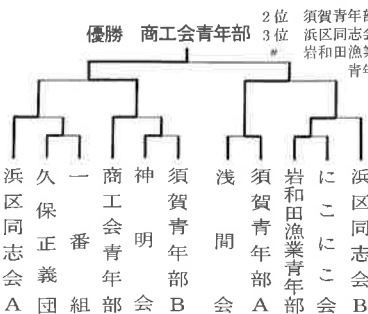 優勝 商工会青年部
2位 須賀青年部
3位 浜区同志会
〃 岩和田漁業
青年
浜区同志会A
久保正義団
一番組
商工会青年部
神明会
須賀青年部B
浅間会
須賀青年部A
岩和田漁業青年部
にこにこ会
浜区同志会B